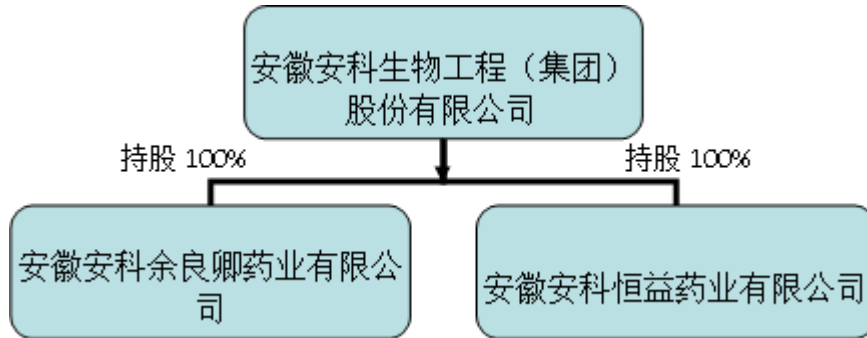 安徽安科生物工程（集团）
股份有限公司
持股 100%
持股 100%
安徽安科余良卿药业有限公
司
安徽安科恒益药业有限公司